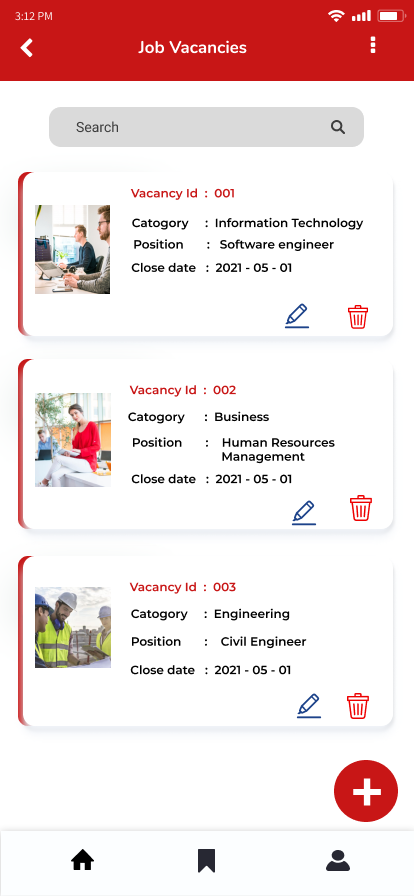 3:12 PM
Job Vacancies
Search
Vacancy Id : 001
Catogory : Information Technology
Position : Software engineer
Close date : 2021 - 05 - 01
Vacancy Id : 002
Catogory : Business
Position : Human Resources
Management
Close date : 2021 - 05 - 01
Vacancy Id : 003
Catogory : Engineering
Position : Civil Engineer
Close date : 2021 - 05 - 01